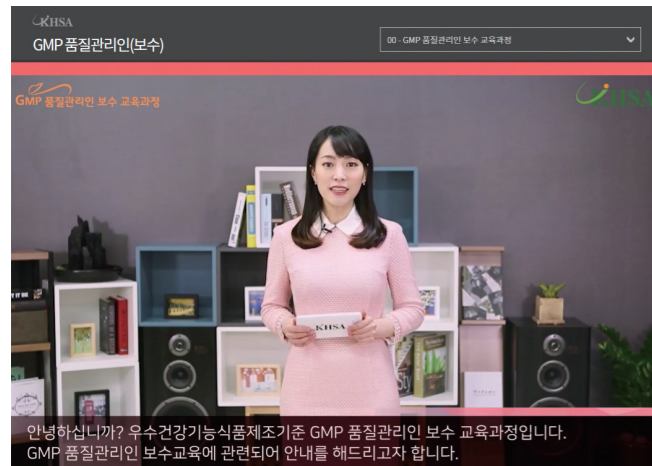 KHSA
GMP 품질관리인(보수)
00 - GMP 품질관리인 보수 교육과정
GMP 품질관리인 보수 교육과정
KHSA
KHSA
Sty
안녕하십니까? 우수건강기능식품제조기준 GMP 품질관리인 보수 교육과정입니다.
GMP 품질관리인 보수교육에 관련되어 안내를 해드리고자 합니다.